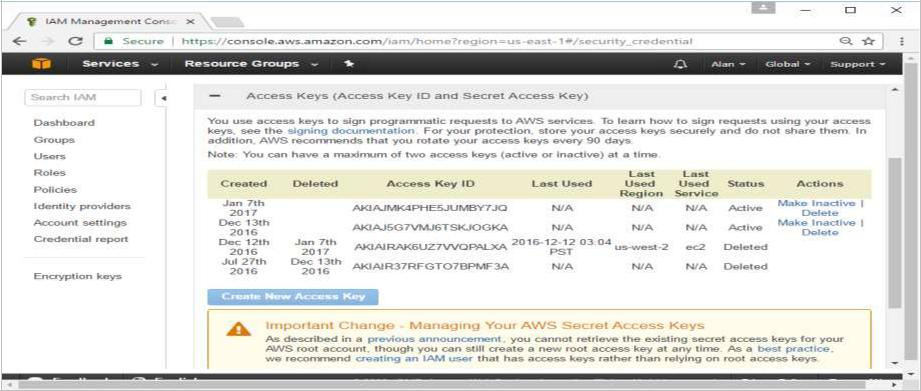 IAM Management Conso
Secure | https://console.aws.amazon.com/iam/home?region=us-east-1#/security_credential
Services Resource Groups Alan Global Support
Search IAM
Dashboard
Groups
Users
Roles
Policies
Identity providers
Account settings
Credential report
Encryption keys
Access Keys (Access Key ID and Secret Access Key)
You use access keys to sign programmatic requests to AWS services. To learn how to sign requests using your access
keys, see the signing documentation. For your protection, store your access keys securely and do not share them. In
addition, AWS recommends that you rotate your access keys every 90 days.
Note: You can have a maximum of two access keys (active or inactive) at a time.
Created Deleted Access Key ID Last Used Last Used Region Last Used Service Status Actions
Jan 7th 2017 AKIAJMK4PHE5JUMBY7JQ N/A N/A N/A Active Make Inactive | Delete
Dec 13th 2016 AKIAJ5G7VMJ6TSKJOGKA N/A N/A N/A Active Make Inactive | Delete
Dec 12th 2016 Jan 7th 2017 AKIAIRAK6UZ7VVQPALXA 2016-12-12 03:04 PST us-west-2 ec2 Deleted
Jul 27th 2016 Dec 13th 2016 AKIAIR37RFGTO7BPMF3A N/A N/A N/A Deleted
Create New Access Key
Important Change - Managing Your AWS Secret Access Keys
As described in a previous announcement, you cannot retrieve the existing secret access keys for your
AWS root account, though you can still create a new root access key at any time. As a best practice,
we recommend creating an IAM user that has access keys rather than relying on root access keys.